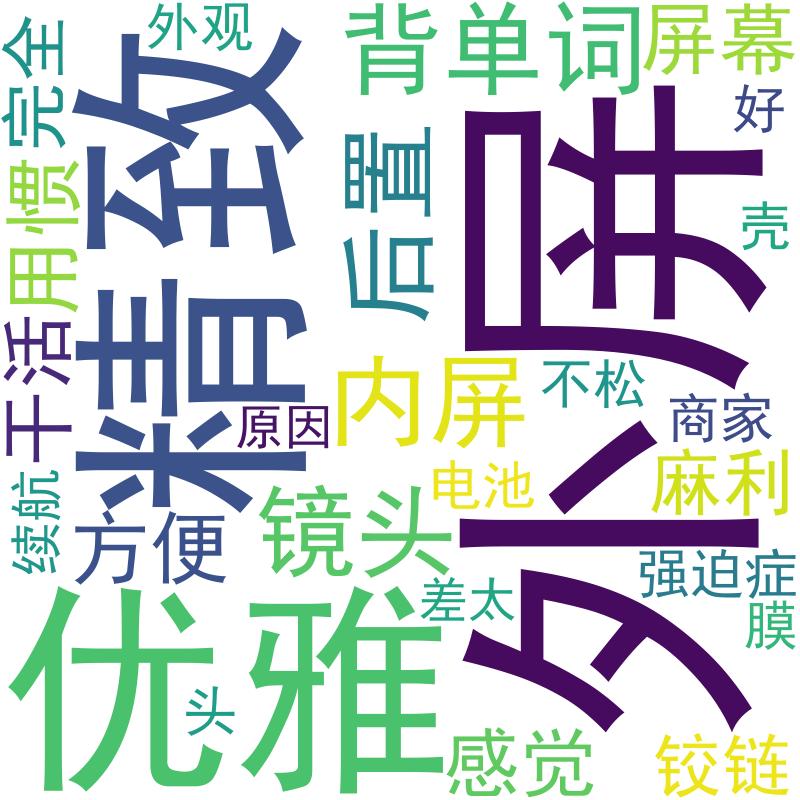 外观
背单词
屏幕
完全
精致
好
用惯
后置
外屏
壳
干活
内屏
不松
原因
商家
续航
方便
镜头
电池
麻利
强迫症
差太
膜
优雅
头
感觉
铰链